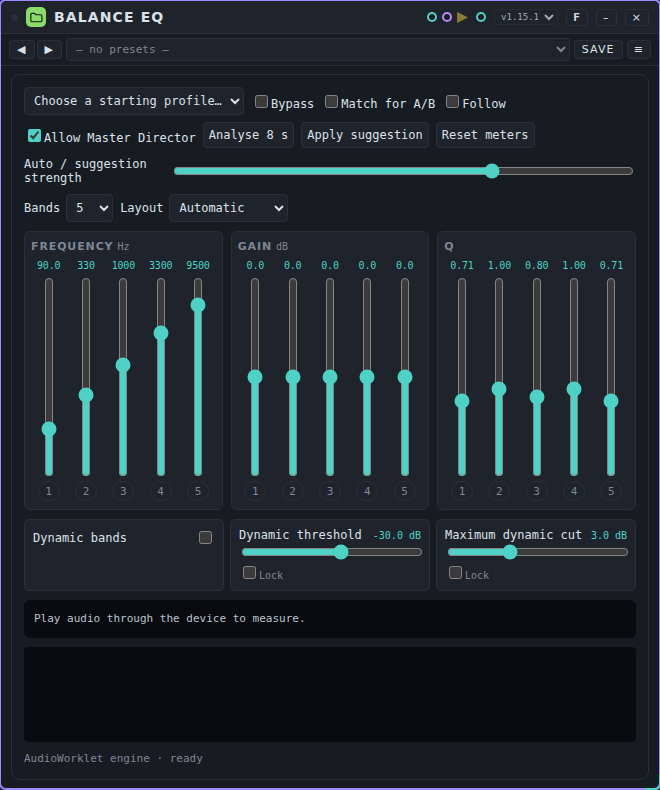 BALANCE EQ v1.15.1 F – ×
◀ ▶ — no presets — SAVE ≡
Choose a starting profile… Bypass Match for A/B Follow
Allow Master Director Analyse 8 s Apply suggestion Reset meters
Auto / suggestion
strength
Bands 5 Layout Automatic
FREQUENCY Hz
90.0 330 1000 3300 9500
1 2 3 4 5
GAIN dB
0.0 0.0 0.0 0.0 0.0
1 2 3 4 5
Q
0.71 1.00 0.80 1.00 0.71
1 2 3 4 5
Dynamic bands
Dynamic threshold -30.0 dB
Lock
Maximum dynamic cut 3.0 dB
Lock
Play audio through the device to measure.
AudioWorklet engine · ready